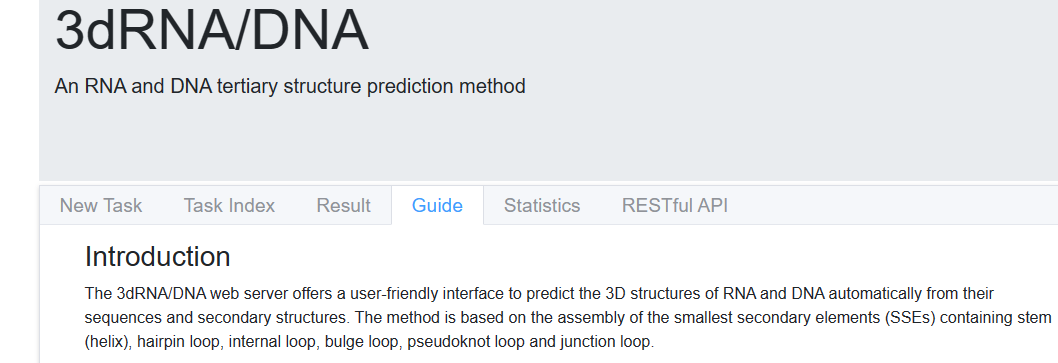 3dRNA/DNA
An RNA and DNA tertiary structure prediction method
New Task Task Index Result Guide Statistics RESTful API
Introduction
The 3dRNA/DNA web server offers a user-friendly interface to predict the 3D structures of RNA and DNA automatically from their
sequences and secondary structures. The method is based on the assembly of the smallest secondary elements (SSEs) containing stem
(helix), hairpin loop, internal loop, bulge loop, pseudoknot loop and junction loop.